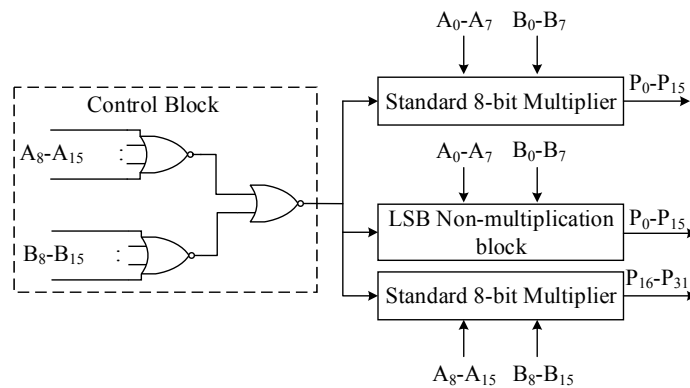 A₀-A₇ B₀-B₇
Standard 8-bit Multiplier
P₀-P₁₅
Control Block
A₈-A₁₅
B₈-B₁₅
A₀-A₇ B₀-B₇
LSB Non-multiplication
block
P₀-P₁₅
Standard 8-bit Multiplier
P₁₆-P₃₁
A₈-A₁₅ B₈-B₁₅